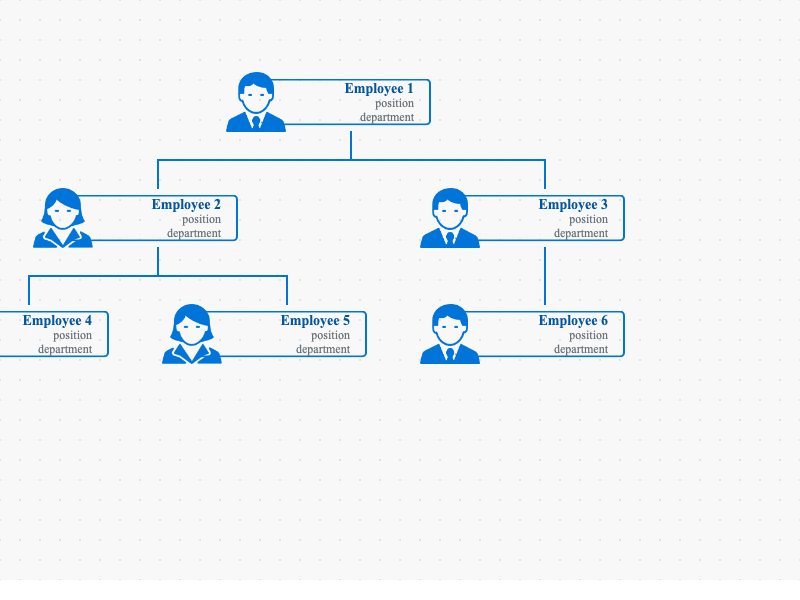 Employee 1
position
department
Employee 2
position
department
Employee 3
position
department
Employee 4
position
department
Employee 5
position
department
Employee 6
position
department